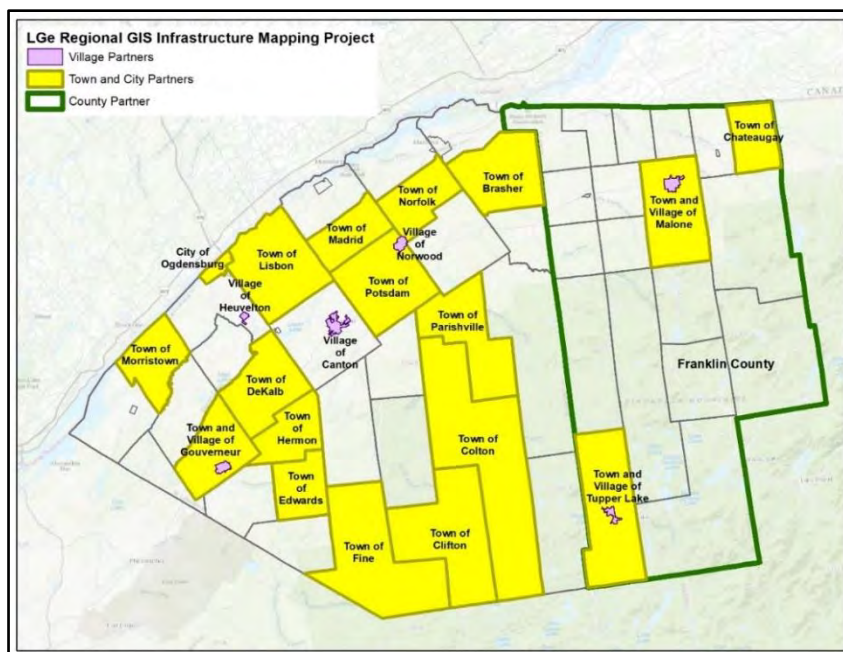 LGe Regional GIS Infrastructure Mapping Project
Village Partners
Town and City Partners
County Partner
CANADA
Town of
Chateaugay
Town of
Brasher
Town of
Norfolk
Town and
Village of
Malone
Town of
Madrid
Village
of
Norwood
City of
Ogdensburg
Town of
Lisbon
Village
of
Heuvelton
Town of
Potsdam
Town of
Parishville
Village
of
Canton
Town of
Morristown
Town of
DeKalb
Franklin County
Town and
Village of
Gouverneur
Town
of
Hermon
Town of
Colton
Town
of
Edwards
Town and
Village of
Tupper Lake
Town of
Fine
Town of
Clifton